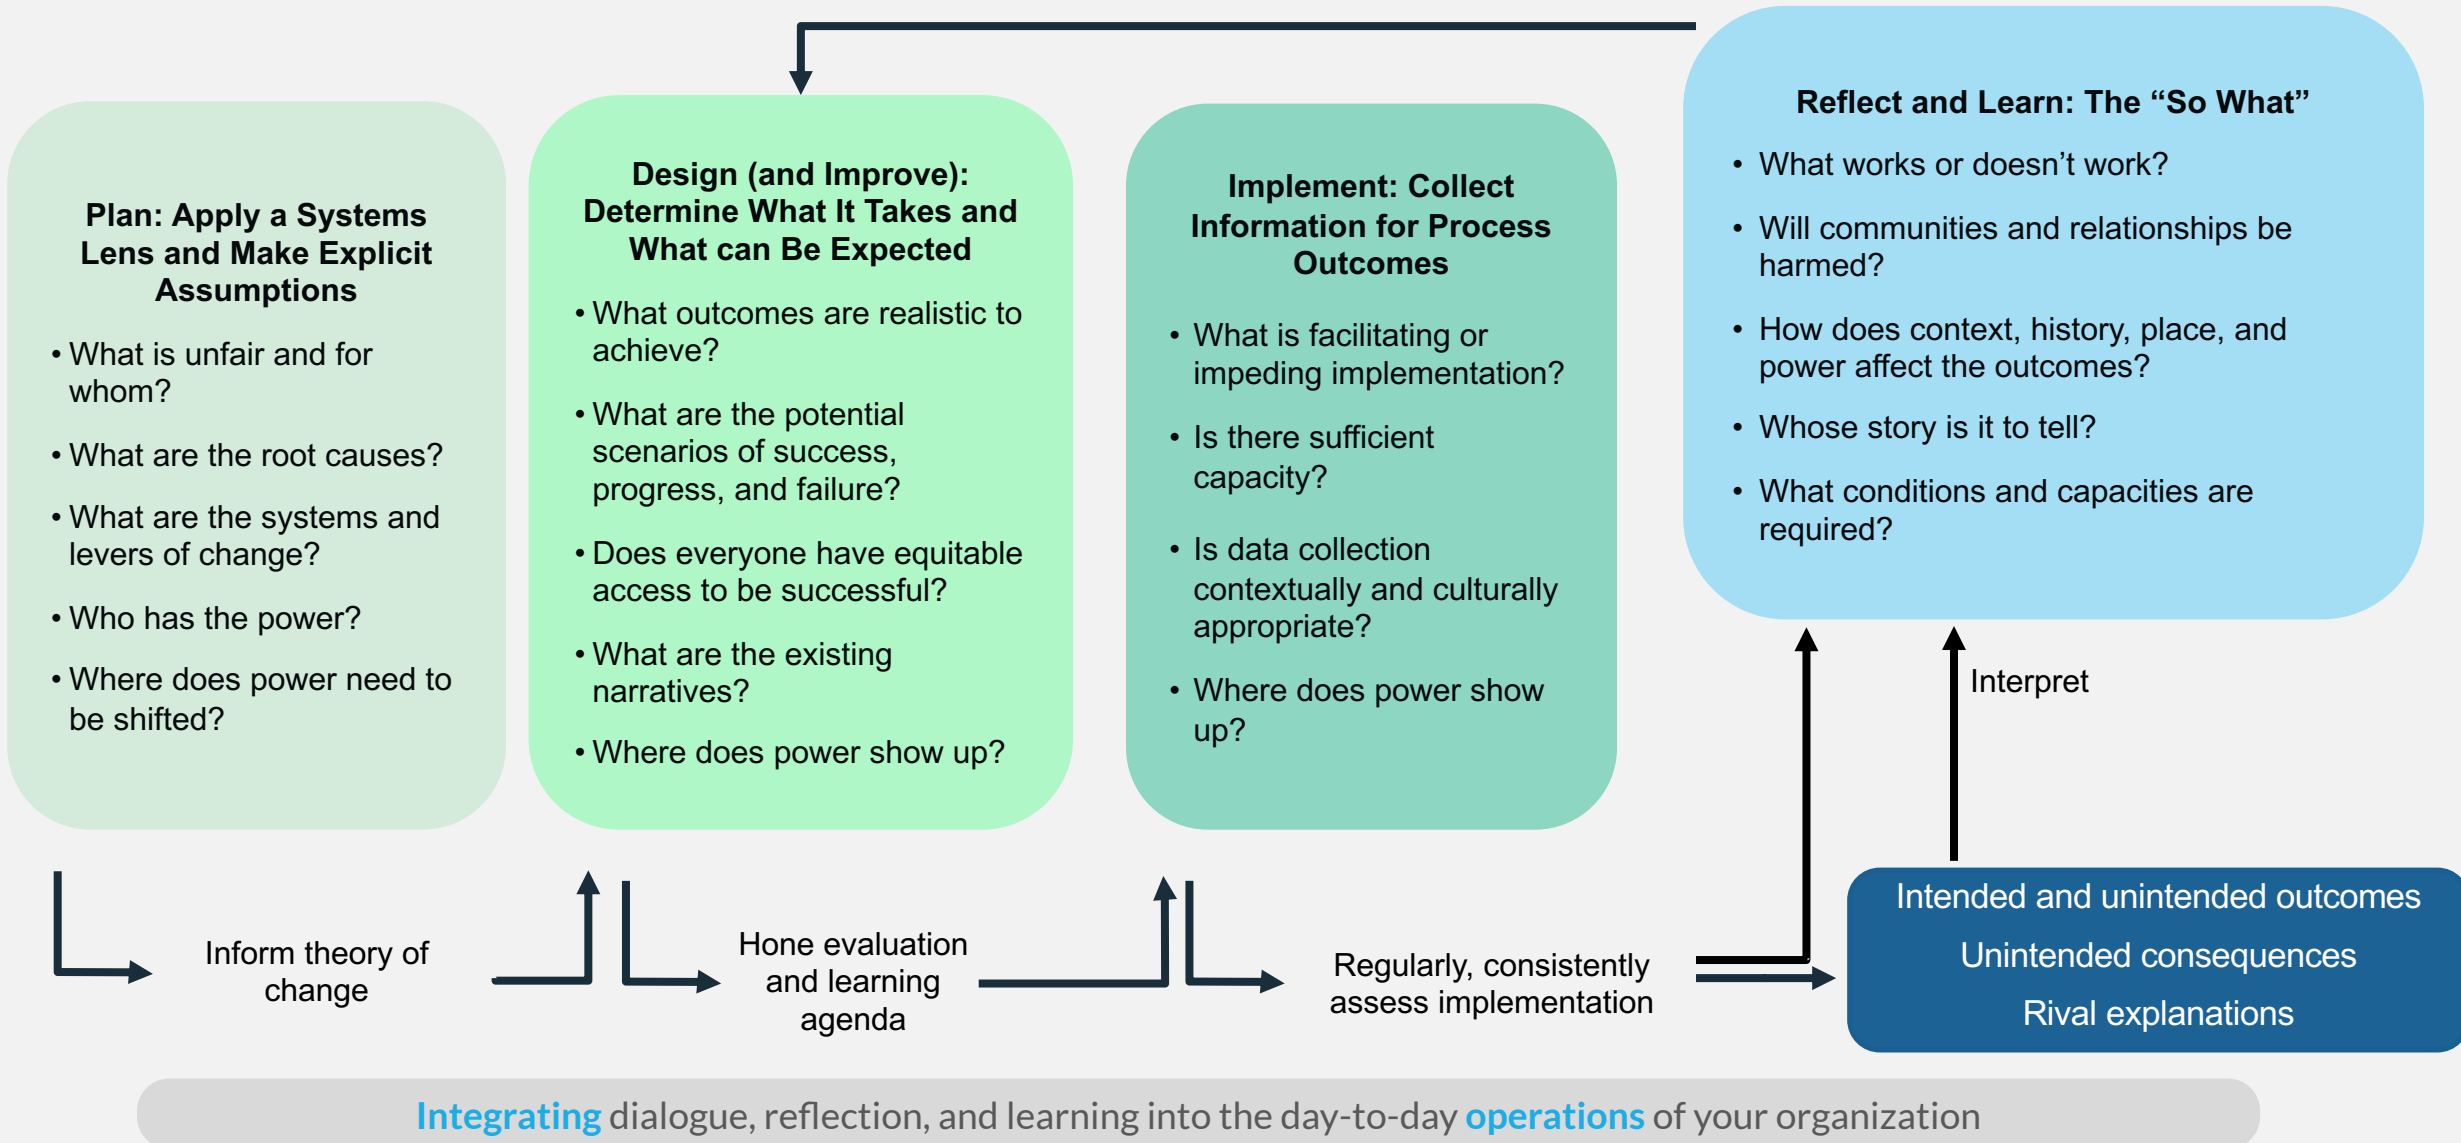 Plan: Apply a Systems
Lens and Make Explicit
Assumptions
• What is unfair and for
whom?
• What are the root causes?
• What are the systems and
levers of change?
• Who has the power?
• Where does power need to
be shifted?
Design (and Improve):
Determine What It Takes and
What can Be Expected
• What outcomes are realistic to
achieve?
• What are the potential
scenarios of success,
progress, and failure?
• Does everyone have equitable
access to be successful?
• What are the existing
narratives?
• Where does power show up?
Implement: Collect
Information for Process
Outcomes
• What is facilitating or
impeding implementation?
• Is there sufficient
capacity?
• Is data collection
contextually and culturally
appropriate?
• Where does power show
up?
Reflect and Learn: The “So What”
• What works or doesn’t work?
• Will communities and relationships be
harmed?
• How does context, history, place, and
power affect the outcomes?
• Whose story is it to tell?
• What conditions and capacities are
required?
Interpret
Inform theory of
change
Hone evaluation
and learning
agenda
Regularly, consistently
assess implementation
Intended and unintended outcomes
Unintended consequences
Rival explanations
Integrating dialogue, reflection, and learning into the day-to-day operations of your organization